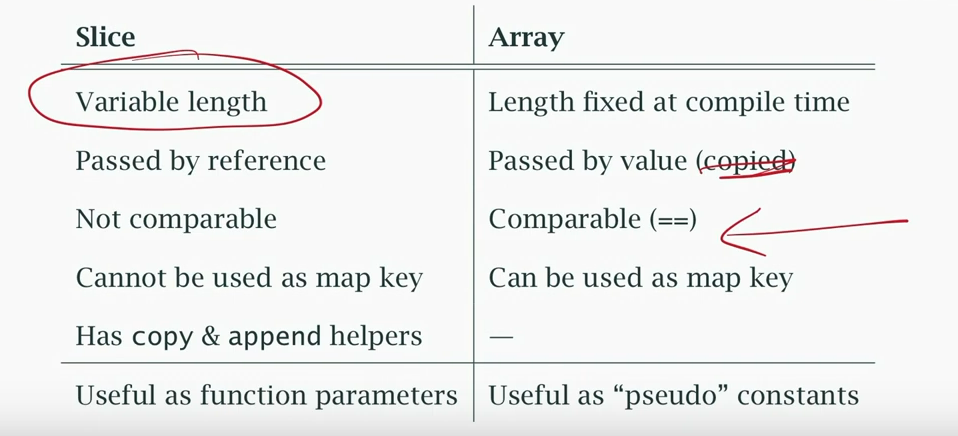 Slice Array
Variable length Length fixed at compile time
Passed by reference Passed by value (copied)
Not comparable Comparable (==)
Cannot be used as map key Can be used as map key
Has copy & append helpers —
Useful as function parameters Useful as “pseudo” constants